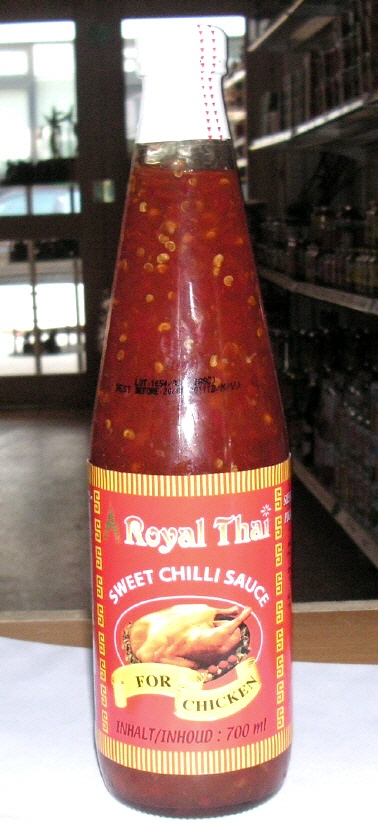 Royal Thai
SWEET CHILLI SAUCE
FOR
CHICKEN
INHALT/INHOUD : 700 ml